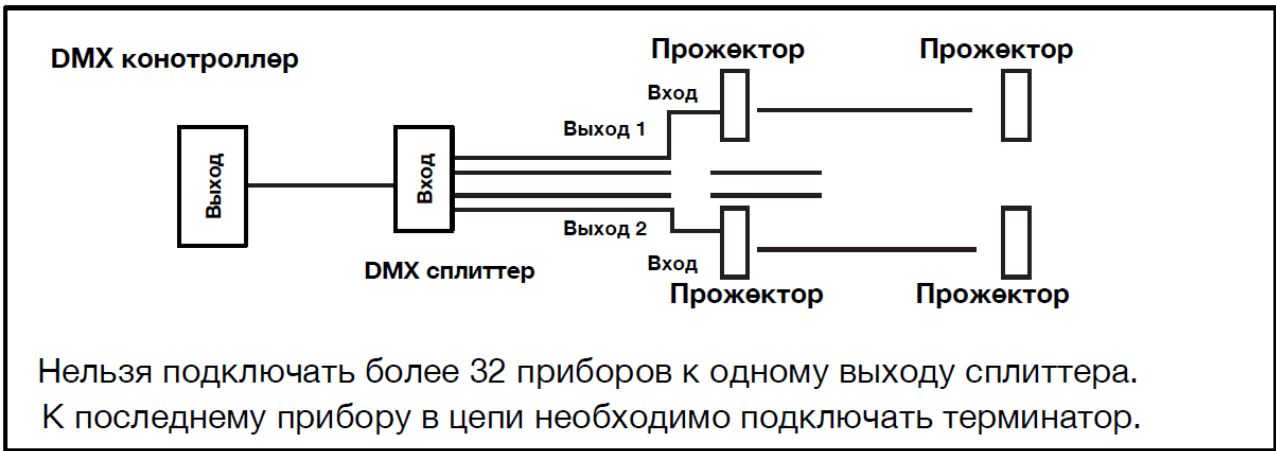 DMX конотроллер
Прожектор
Прожектор
Вход
Выход 1
Выход
Вход
Выход 2
DMX сплиттер
Вход
Прожектор
Прожектор
Нельзя подключать более 32 приборов к одному выходу сплиттера.
К последнему прибору в цепи необходимо подключать терминатор.